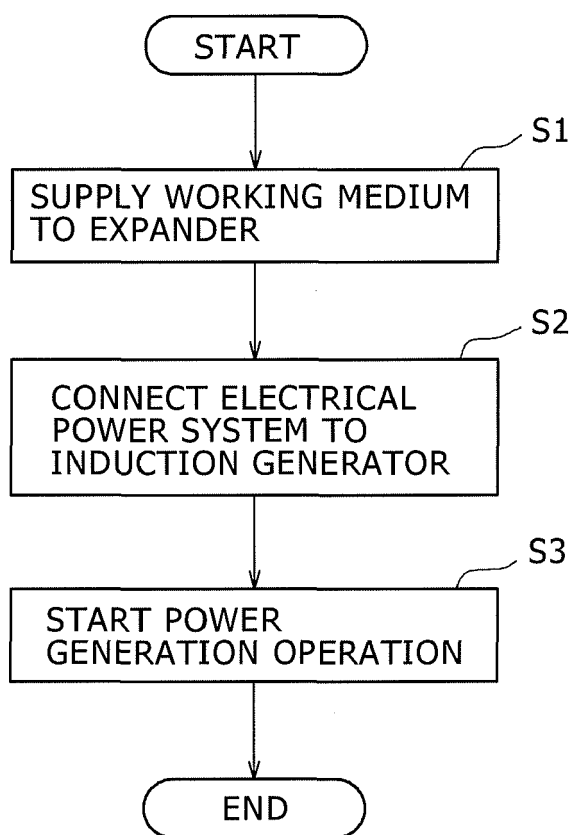 START
S1
SUPPLY WORKING MEDIUM
TO EXPANDER
S2
CONNECT ELECTRICAL
POWER SYSTEM TO
INDUCTION GENERATOR
S3
START POWER
GENERATION OPERATION
END